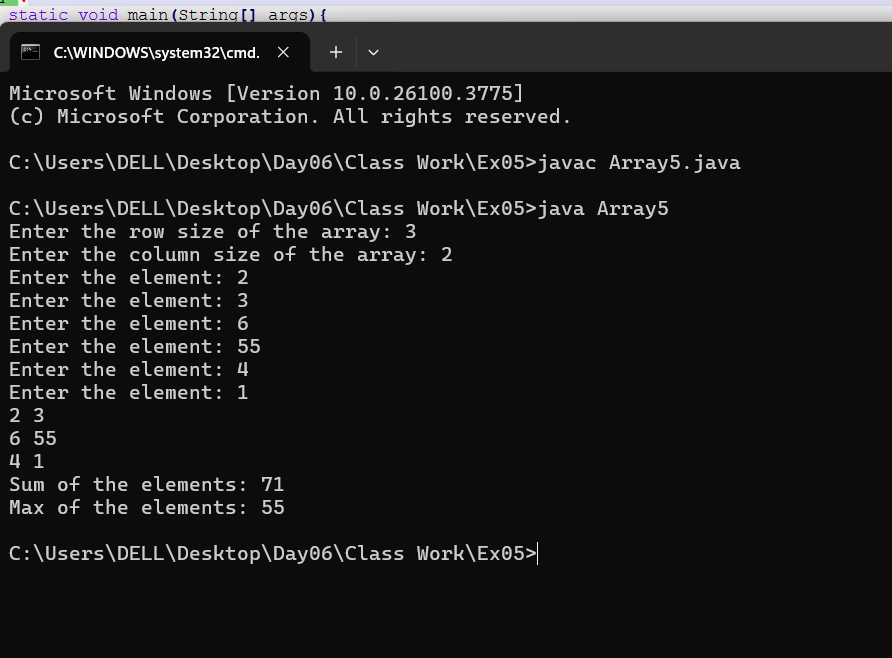 static void main(String[] args){
C:\WINDOWS\system32\cmd.
Microsoft Windows [Version 10.0.26100.3775]
(c) Microsoft Corporation. All rights reserved.
C:\Users\DELL\Desktop\Day06\Class Work\Ex05>javac Array5.java
C:\Users\DELL\Desktop\Day06\Class Work\Ex05>java Array5
Enter the row size of the array: 3
Enter the column size of the array: 2
Enter the element: 2
Enter the element: 3
Enter the element: 6
Enter the element: 55
Enter the element: 4
Enter the element: 1
2 3
6 55
4 1
Sum of the elements: 71
Max of the elements: 55
C:\Users\DELL\Desktop\Day06\Class Work\Ex05>